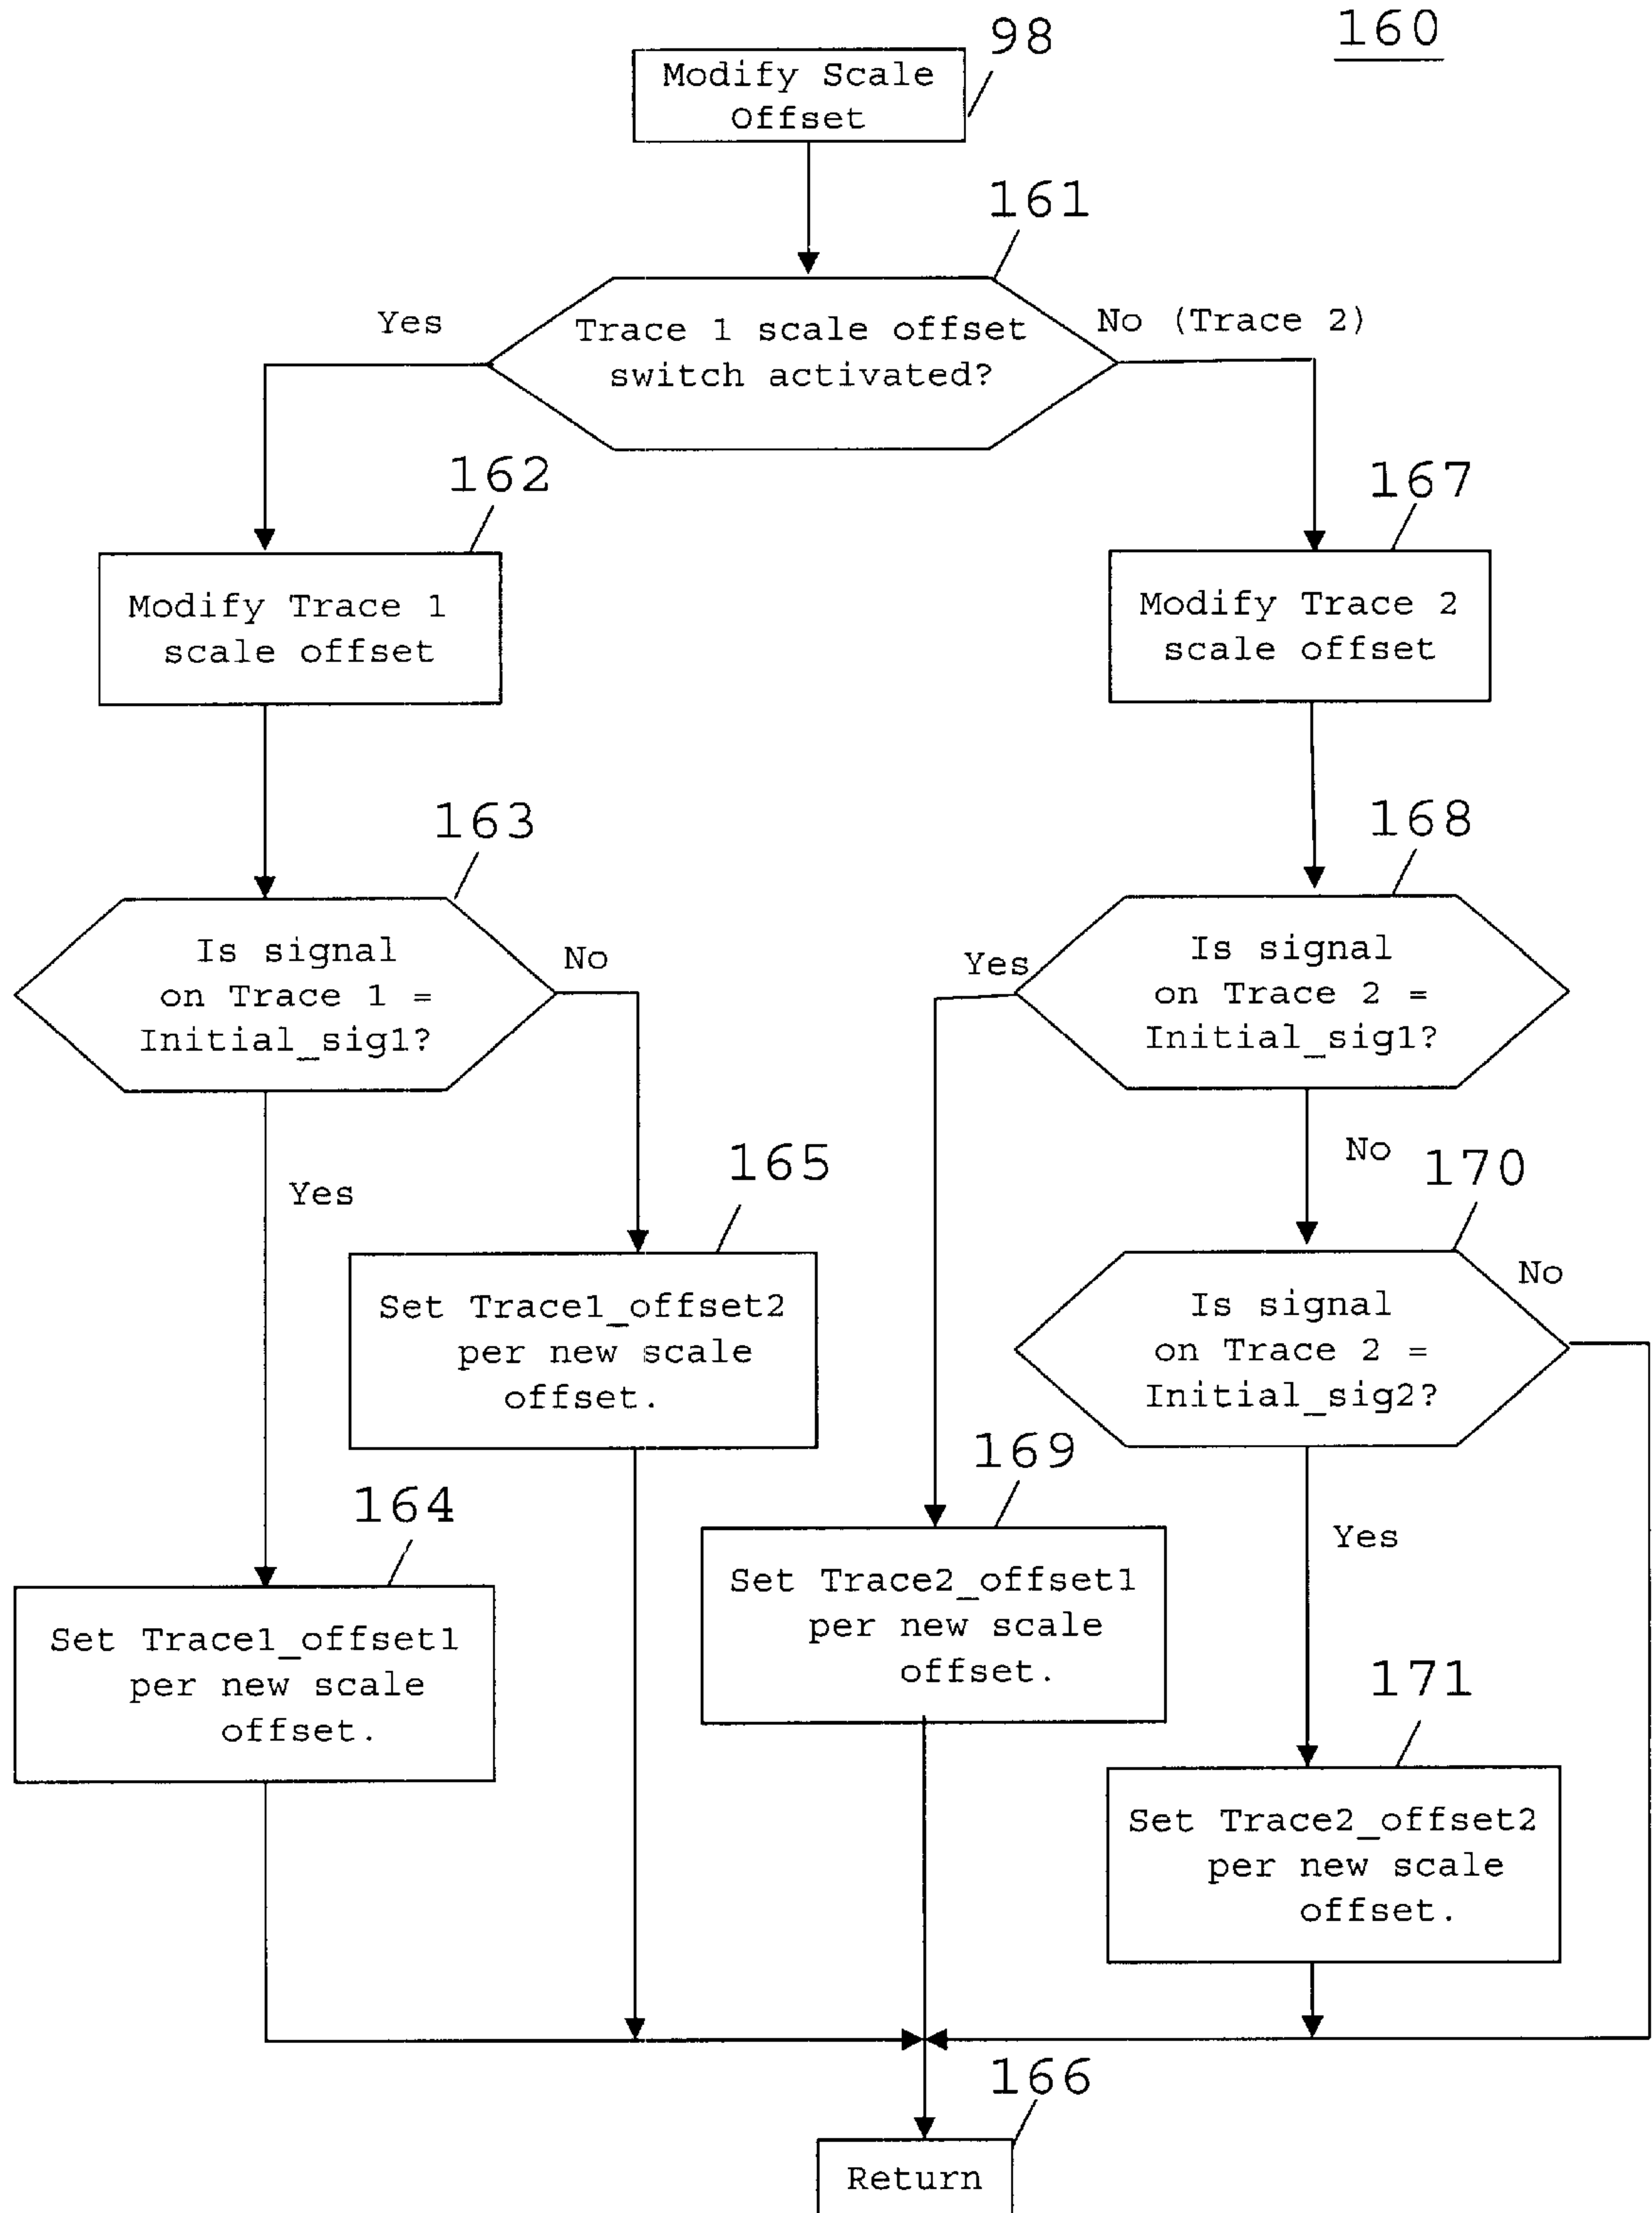 98
160
Modify Scale
Offset
161
Yes
No (Trace 2)
Trace 1 scale offset
switch activated?
162
167
Modify Trace 1
scale offset
Modify Trace 2
scale offset
163
168
Is signal
on Trace 1 =
Initial_sig1?
No
Yes
Is signal
on Trace 2 =
Initial_sig1?
Yes
165
No
170
Set Trace1_offset2
per new scale
offset.
Is signal
on Trace 2 =
Initial_sig2?
No
164
169
Yes
Set Trace1_offset1
per new scale
offset.
Set Trace2_offset1
per new scale
offset.
171
Set Trace2_offset2
per new scale
offset.
166
Return